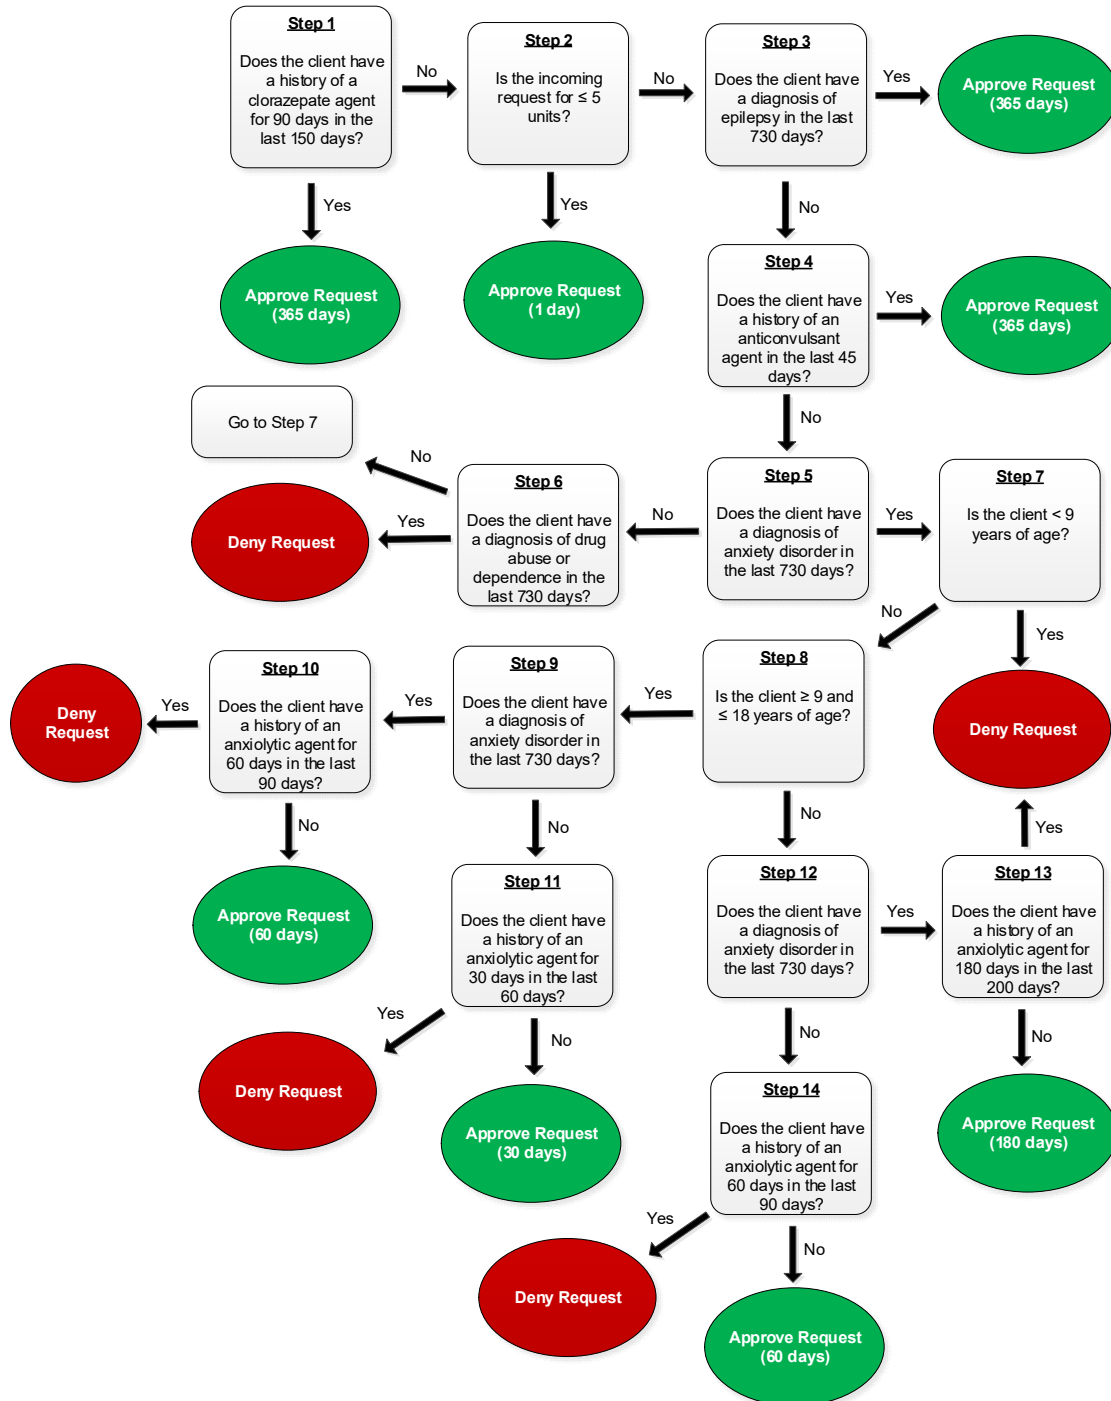 Step 1
Does the client have
a history of a
clorazepate agent
for 90 days in the
last 150 days?
No
Step 2
Is the incoming
request for ≤ 5
units?
No
Step 3
Does the client have
a diagnosis of
epilepsy in the last
730 days?
Yes
Approve Request
(365 days)
Yes
Approve Request
(365 days)
Yes
Approve Request
(1 day)
No
Step 4
Does the client have
a history of an
anticonvulsant
agent in the last 45
days?
Yes
Approve Request
(365 days)
No
Go to Step 7
No
Step 6
Does the client have
a diagnosis of drug
abuse or
dependence in the
last 730 days?
Yes
Deny Request
No
Step 5
Does the client have
a diagnosis of
anxiety disorder in
the last 730 days?
Yes
Step 7
Is the client < 9
years of age?
No
Yes
Deny Request
Step 10
Does the client have
a history of an
anxiolytic agent for
60 days in the last
90 days?
Yes
Deny
Request
Yes
Step 9
Does the client have
a diagnosis of
anxiety disorder in
the last 730 days?
Yes
Step 8
Is the client ≥ 9 and
≤ 18 years of age?
No
Approve Request
(60 days)
No
Step 11
Does the client have
a history of an
anxiolytic agent for
30 days in the last
60 days?
No
Step 12
Does the client have
a diagnosis of
anxiety disorder in
the last 730 days?
Yes
Yes
Step 13
Does the client have
a history of an
anxiolytic agent for
180 days in the last
200 days?
Yes
Deny Request
No
Approve Request
(30 days)
No
Step 14
Does the client have
a history of an
anxiolytic agent for
60 days in the last
90 days?
No
Approve Request
(180 days)
Yes
Deny Request
No
Approve Request
(60 days)